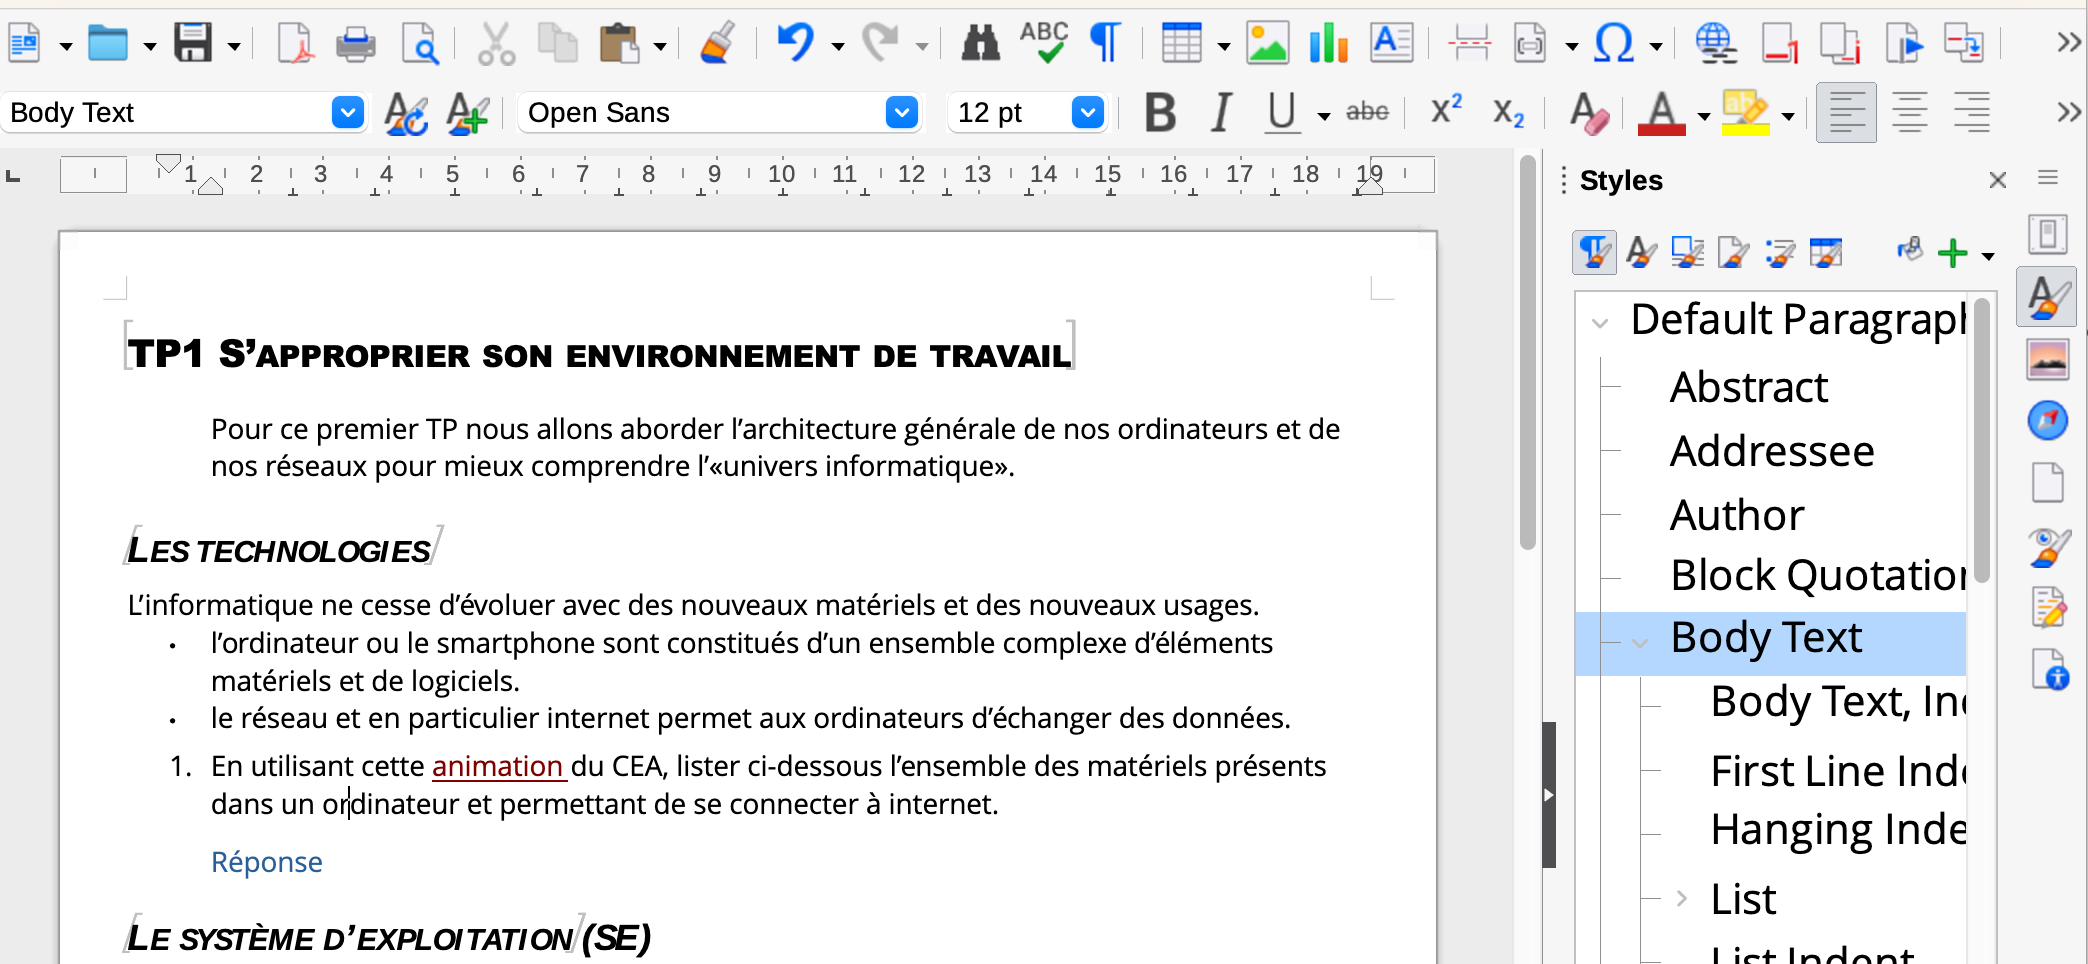 ABC
Body Text
Open Sans
12 pt
B I U abc X² X₂ A A ab
1 2 3 4 5 6 7 8 9 10 11 12 13 14 15 16 17 18 19
Styles
TP1 S’APPROPRIER SON ENVIRONNEMENT DE TRAVAIL
Pour ce premier TP nous allons aborder l’architecture générale de nos ordinateurs et de
nos réseaux pour mieux comprendre l’«univers informatique».
LES TECHNOLOGIES
L’informatique ne cesse d’évoluer avec des nouveaux matériels et des nouveaux usages.
• l’ordinateur ou le smartphone sont constitués d’un ensemble complexe d’éléments
matériels et de logiciels.
• le réseau et en particulier internet permet aux ordinateurs d’échanger des données.
1. En utilisant cette animation du CEA, lister ci-dessous l’ensemble des matériels présents
dans un ordinateur et permettant de se connecter à internet.
Réponse
LE SYSTÈME D’EXPLOITATION (SE)
Default Paragraph
Abstract
Addressee
Author
Block Quotation
Body Text
Body Text, Ind
First Line Inde
Hanging Inde
List
List Indent